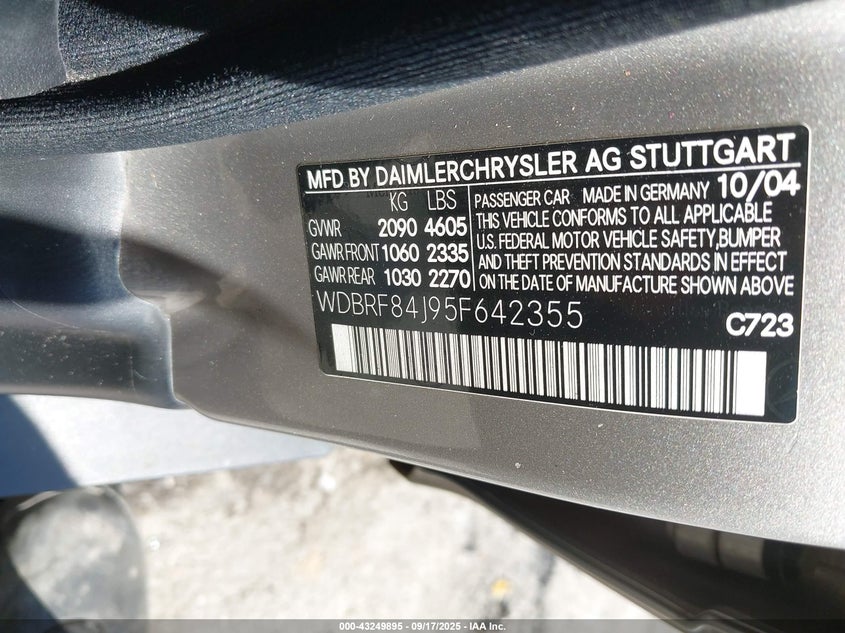 MFD BY DAIMLERCHRYSLER AG STUTTGART
KG LBS
GVWR 2090 4605
GAWR FRONT 1060 2335
GAWR REAR 1030 2270
PASSENGER CAR MADE IN GERMANY 10/04
THIS VEHICLE CONFORMS TO ALL APPLICABLE
U.S. FEDERAL MOTOR VEHICLE SAFETY,BUMPER
AND THEFT PREVENTION STANDARDS IN EFFECT
ON THE DATE OF MANUFACTURE SHOWN ABOVE
WDBRF84J95F642355
C723
000-43249895 - 09/17/2025 - IAA Inc.